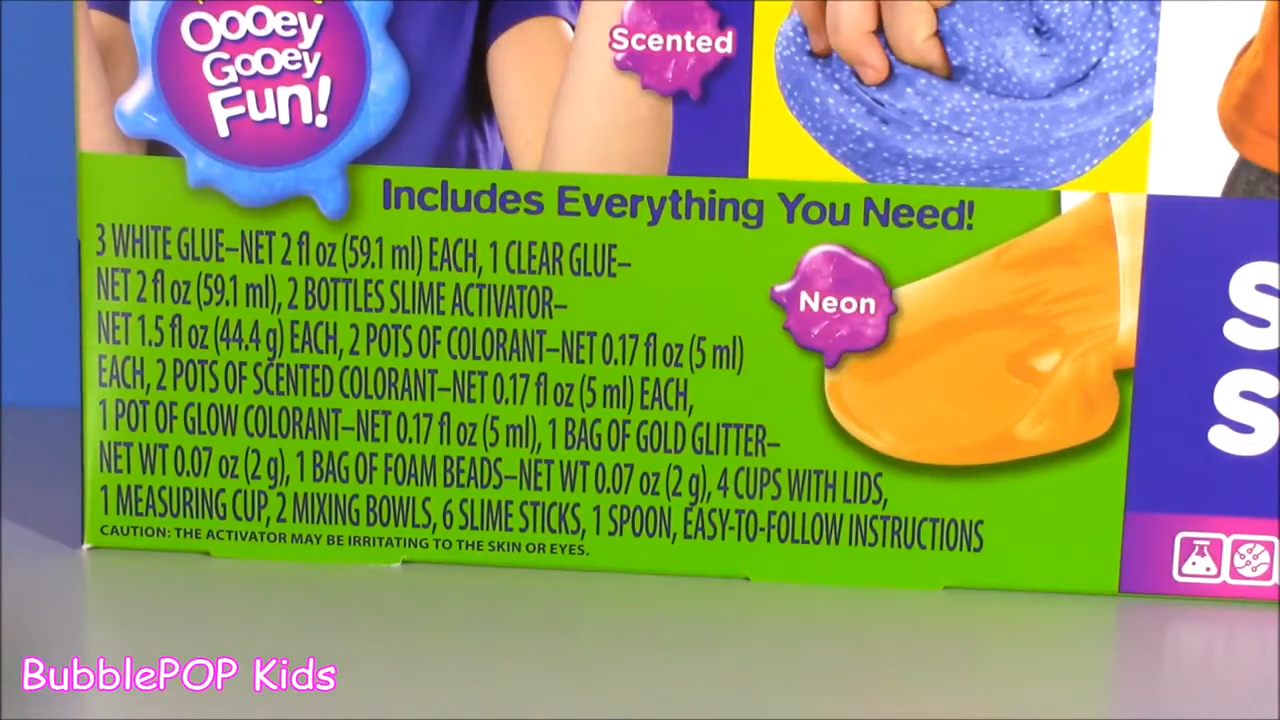 Oooey
Gooey
Fun!
Scented
Includes Everything You Need!
Neon
3 WHITE GLUE–NET 2 fl oz (59.1 ml) EACH, 1 CLEAR GLUE–
NET 2 fl oz (59.1 ml), 2 BOTTLES SLIME ACTIVATOR–
NET 1.5 fl oz (44.4 g) EACH, 2 POTS OF COLORANT–NET 0.17 fl oz (5 ml)
EACH, 2 POTS OF SCENTED COLORANT–NET 0.17 fl oz (5 ml) EACH,
1 POT OF GLOW COLORANT–NET 0.17 fl oz (5 ml), 1 BAG OF GOLD GLITTER–
NET WT 0.07 oz (2 g), 1 BAG OF FOAM BEADS–NET WT 0.07 oz (2 g), 4 CUPS WITH LIDS,
1 MEASURING CUP, 2 MIXING BOWLS, 6 SLIME STICKS, 1 SPOON, EASY-TO-FOLLOW INSTRUCTIONS
CAUTION: THE ACTIVATOR MAY BE IRRITATING TO THE SKIN OR EYES.
S
S
BubblePOP Kids